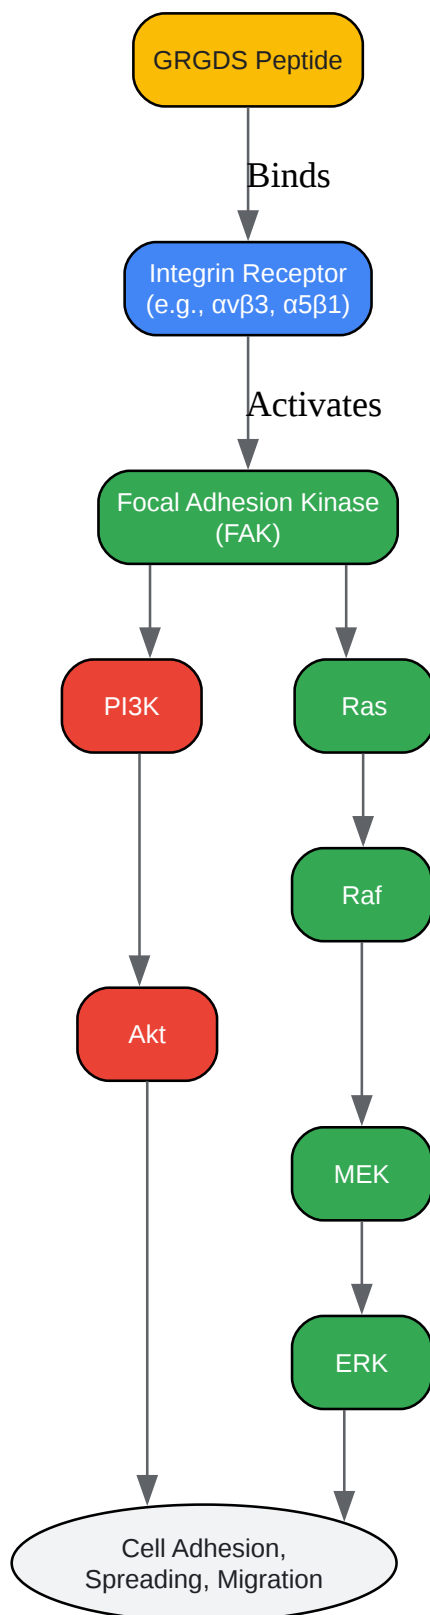 GRGDS Peptide
Binds
Integrin Receptor
(e.g., αvβ3, α5β1)
Activates
Focal Adhesion Kinase
(FAK)
PI3K
Ras
Raf
Akt
MEK
ERK
Cell Adhesion,
Spreading, Migration